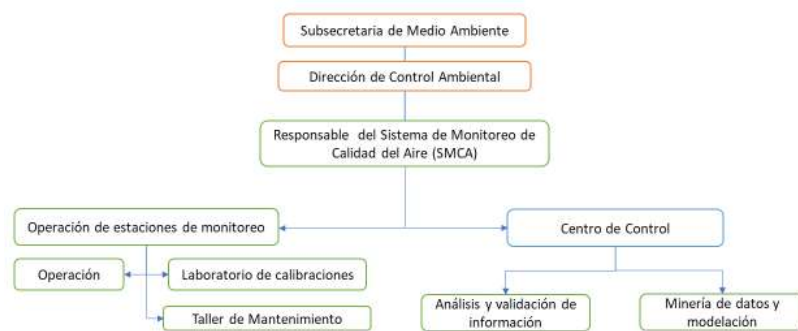 Subsecretaria de Medio Ambiente
Dirección de Control Ambiental
Responsable del Sistema de Monitoreo de
Calidad del Aire (SMCA)
Operación de estaciones de monitoreo
Centro de Control
Operación
Laboratorio de calibraciones
Taller de Mantenimiento
Análisis y validación de
información
Minería de datos y
modelación